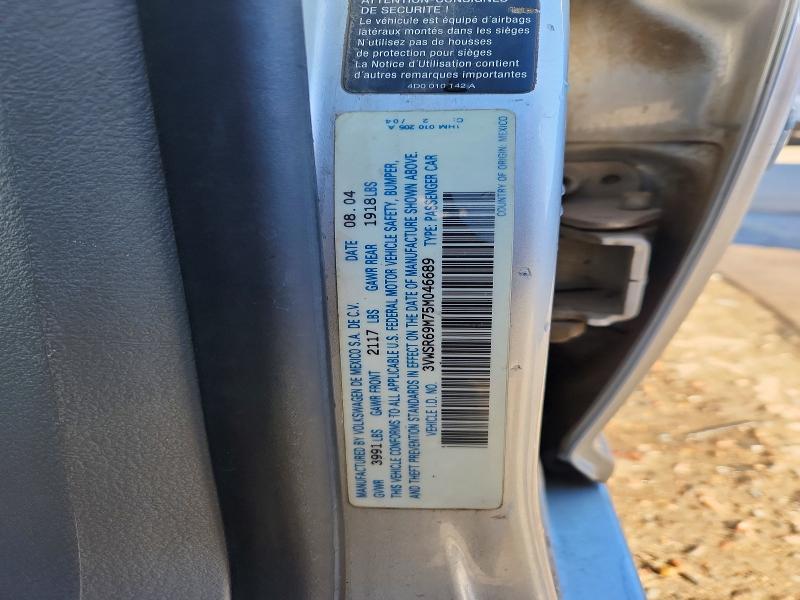 ATTENTION-CONSIGNES
DE SECURITE !
Le véhicule est équipé d'airbags
latéraux montés dans les sièges
N'utilisez pas de housses
de protection pour sièges
La Notice d'Utilisation contient
d'autres remarques importantes
4D0 010 142 A
MANUFACTURED BY VOLKSWAGEN DE MEXICO S.A. DE C.V. DATE 08.04
GVWR 3991 LBS GAWR FRONT 2117 LBS GAWR REAR 1918 LBS
THIS VEHICLE CONFORMS TO ALL APPLICABLE U.S. FEDERAL MOTOR VEHICLE SAFETY, BUMPER,
AND THEFT PREVENTION STANDARDS IN EFFECT ON THE DATE OF MANUFACTURE SHOWN ABOVE.
VEHICLE I.D. NO. 3VWSR69M75M046689 TYPE: PASSENGER CAR
COUNTRY OF ORIGIN: MEXICO
1HM 010 205 A
C: 2 /04